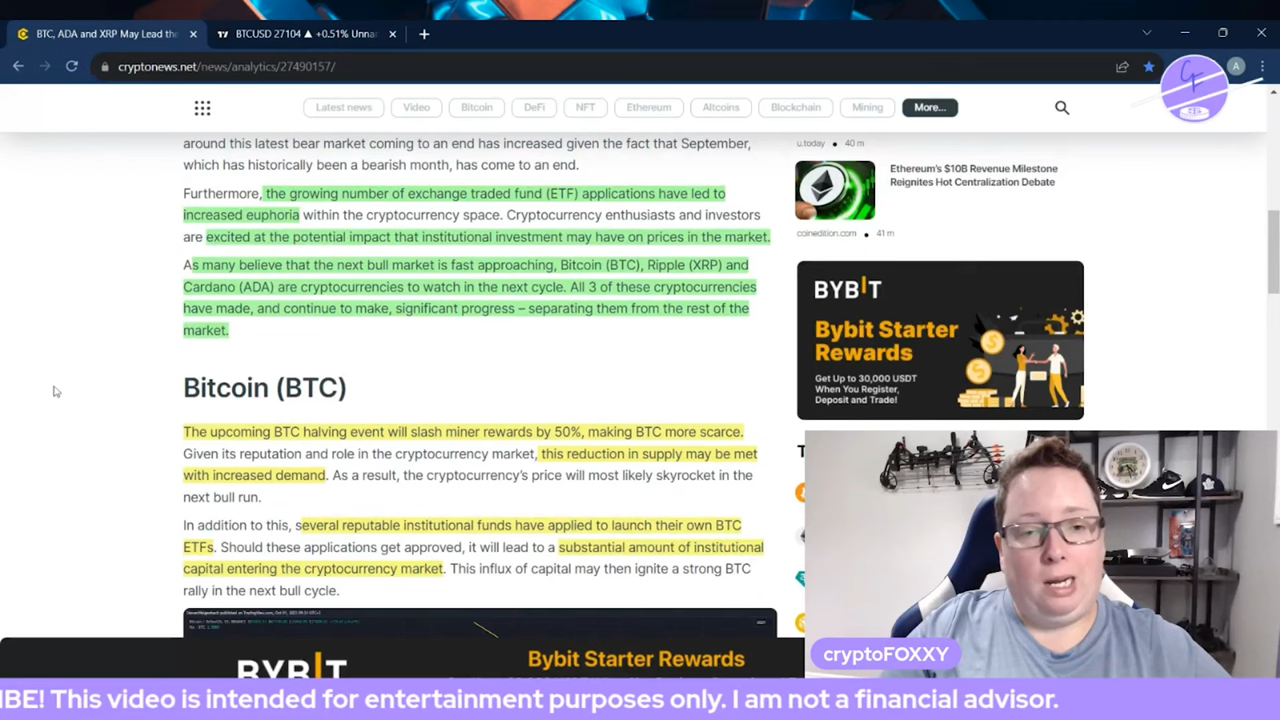 BTC, ADA and XRP May Lead the
BTCUSD 27104 ▲ +0.51% Unna
cryptonews.net/news/analytics/27490157/
A
Latest news
Video
Bitcoin
DeFi
NFT
Ethereum
Altcoins
Blockchain
Mining
More...
around this latest bear market coming to an end has increased given the fact that September,
which has historically been a bearish month, has come to an end.
Furthermore, the growing number of exchange traded fund (ETF) applications have led to
increased euphoria within the cryptocurrency space. Cryptocurrency enthusiasts and investors
are excited at the potential impact that institutional investment may have on prices in the market.
As many believe that the next bull market is fast approaching, Bitcoin (BTC), Ripple (XRP) and
Cardano (ADA) are cryptocurrencies to watch in the next cycle. All 3 of these cryptocurrencies
have made, and continue to make, significant progress – separating them from the rest of the
market.
Bitcoin (BTC)
The upcoming BTC halving event will slash miner rewards by 50%, making BTC more scarce.
Given its reputation and role in the cryptocurrency market, this reduction in supply may be met
with increased demand. As a result, the cryptocurrency's price will most likely skyrocket in the
next bull run.
In addition to this, several reputable institutional funds have applied to launch their own BTC
ETFs. Should these applications get approved, it will lead to a substantial amount of institutional
capital entering the cryptocurrency market. This influx of capital may then ignite a strong BTC
rally in the next bull cycle.
u.today • 40 m
Ethereum's $10B Revenue Milestone
Reignites Hot Centralization Debate
coinedition.com • 41 m
BYBIT
Bybit Starter
Rewards
Get Up to 30,000 USDT
When You Register,
Deposit and Trade!
T
BYBIT
Bybit Starter Rewards
cryptoFOXXY
IBE! This video is intended for entertainment purposes only. I am not a financial advisor.